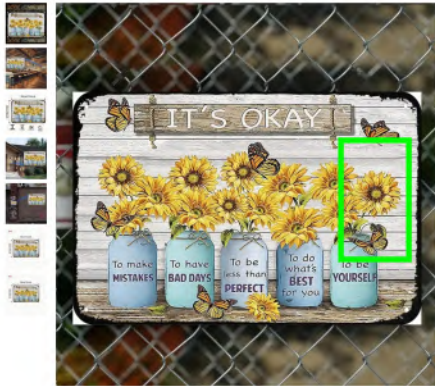 IT'S OKAY
To make
MISTAKES
To have
BAD DAYS
To be
less than
PERFECT
To do
what's
BEST
for you
To be
YOURSELF